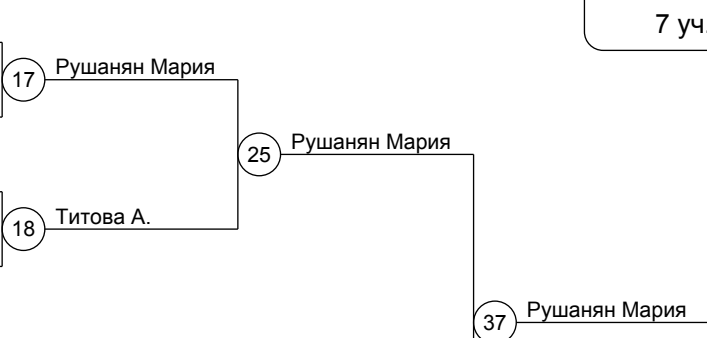 7 уч.
17 Рушанян Мария
25 Рушанян Мария
18 Титова А.
37 Рушанян Мария